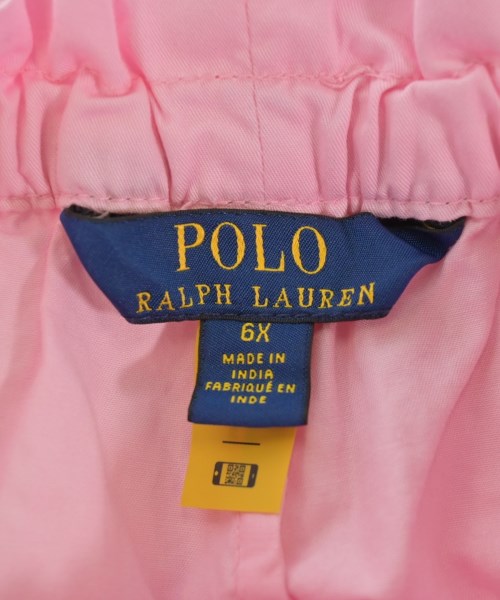 POLO
RALPH LAUREN
6X
MADE IN
INDIA
FABRIQUÉ EN
INDE